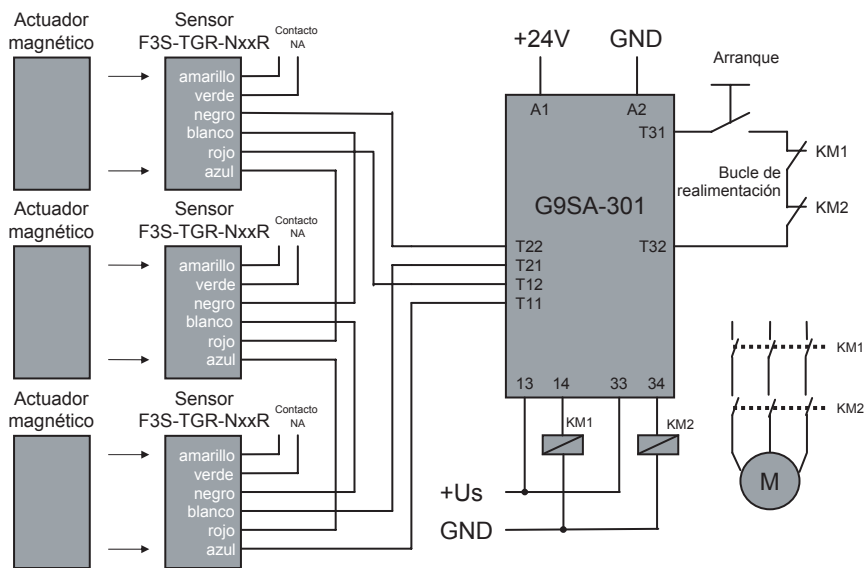 Actuador
magnético
Sensor
F3S-TGR-NxxR
Contacto
NA
amarillo
verde
negro
blanco
rojo
azul
Actuador
magnético
Sensor
F3S-TGR-NxxR
Contacto
NA
amarillo
verde
negro
blanco
rojo
azul
Actuador
magnético
Sensor
F3S-TGR-NxxR
Contacto
NA
amarillo
verde
negro
blanco
rojo
azul
+24V
GND
A1
A2
T31
G9SA-301
T22
T21
T12
T11
T32
13
14
33
34
Arranque
KM1
Bucle de
realimentación
KM2
KM1
KM2
+Us
GND
KM1
KM2
M